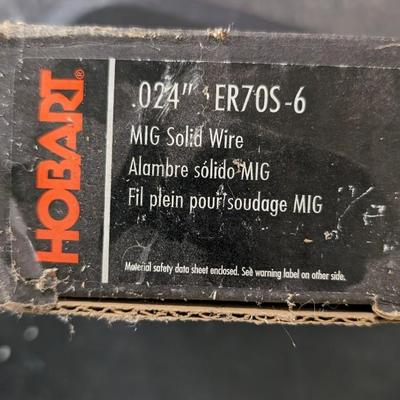 HOBART®
.024" ER70S-6
MIG Solid Wire
Alambre sólido MIG
Fil plein pour soudage MIG
Material safety data sheet enclosed. See warning label on other side.